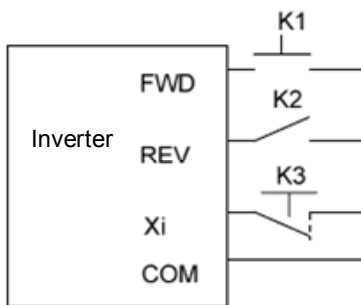 K1
FWD
K2
Inverter
REV
K3
Xi
COM